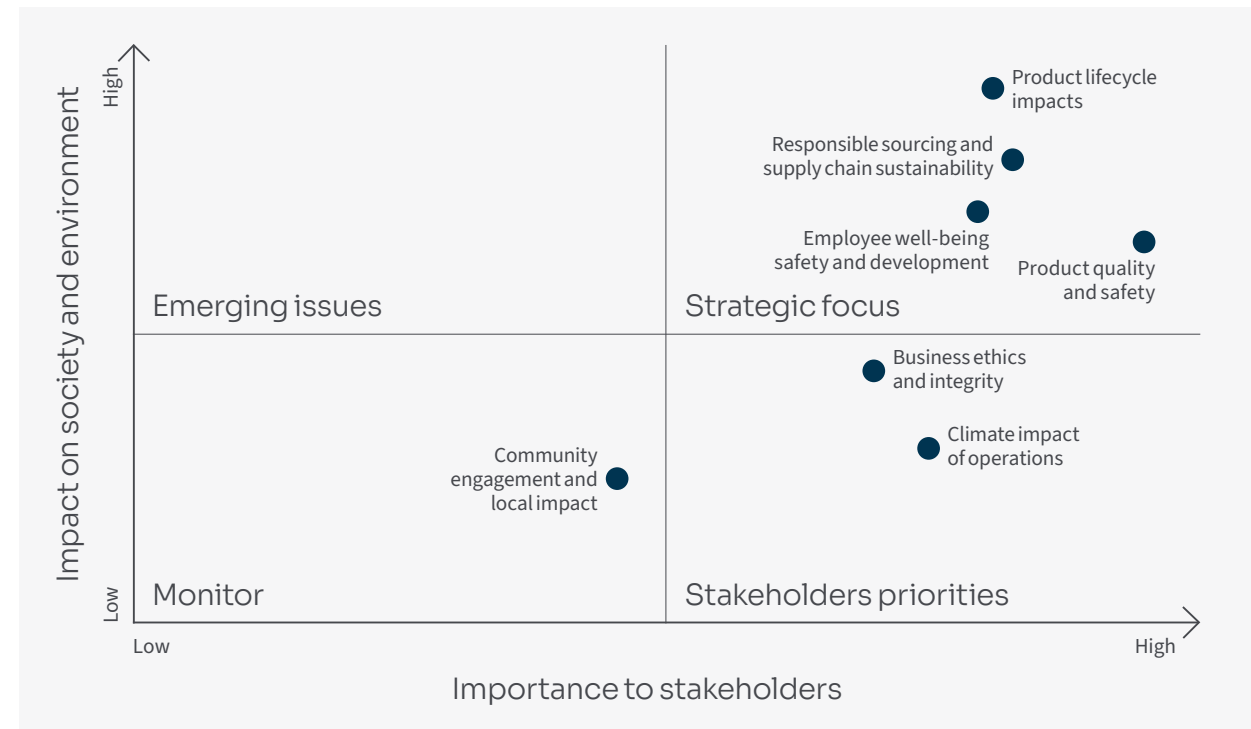 High
Impact on society and environment
Low
Product lifecycle
impacts
Responsible sourcing and
supply chain sustainability
Employee well-being
safety and development
Product quality
and safety
Emerging issues
Strategic focus
Business ethics
and integrity
Climate impact
of operations
Community
engagement and
local impact
Monitor
Stakeholders priorities
Low
High
Importance to stakeholders